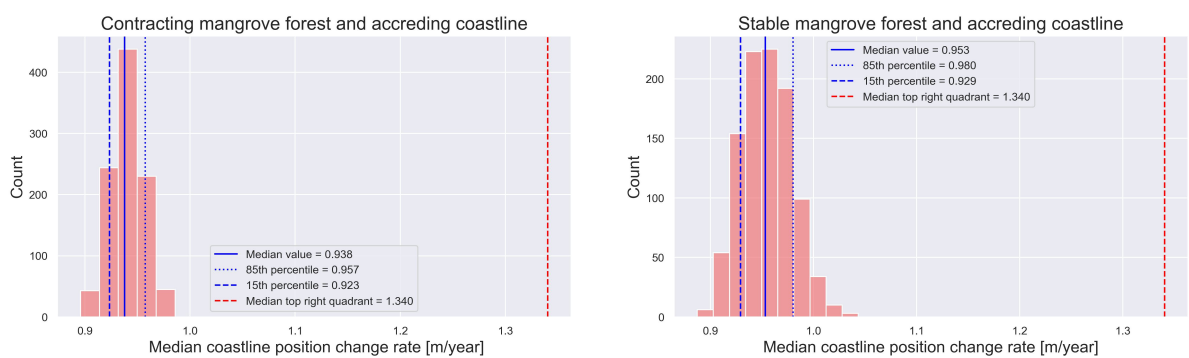 Contracting mangrove forest and accreding coastline
400
300
200
100
0
Count
Median value = 0.938
85th percentile = 0.957
15th percentile = 0.923
Median top right quadrant = 1.340
0.9 1.0 1.1 1.2 1.3
Median coastline position change rate [m/year]
Stable mangrove forest and accreding coastline
Median value = 0.953
85th percentile = 0.980
15th percentile = 0.929
Median top right quadrant = 1.340
200
150
100
50
0
Count
0.9 1.0 1.1 1.2 1.3
Median coastline position change rate [m/year]